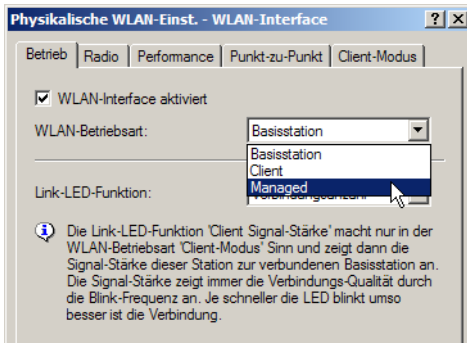 Physikalische WLAN-Einst. - WLAN-Interface
Betrieb Radio Performance Punkt-zu-Punkt Client-Modus
WLAN-Interface aktiviert
WLAN-Betriebsart: Basisstation
Basisstation
Client
Managed
Link-LED-Funktion:
Die Link-LED-Funktion 'Client Signal-Stärke' macht nur in der
WLAN-Betriebsart 'Client-Modus' Sinn und zeigt dann die
Signal-Stärke dieser Station zur verbundenen Basisstation an.
Die Signal-Stärke zeigt immer die Verbindungs-Qualität durch
die Blink-Frequenz an. Je schneller die LED blinkt umso
besser ist die Verbindung.